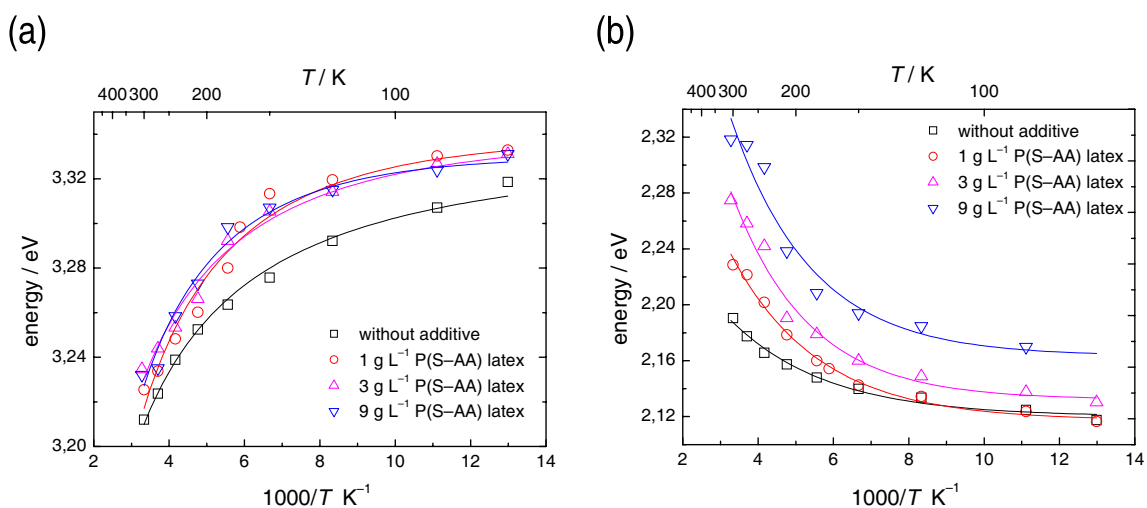 (a)
T / K
400 300 200 100
3,32
3,28
3,24
3,20
energy / eV
without additive
1 g L⁻¹ P(S–AA) latex
3 g L⁻¹ P(S–AA) latex
9 g L⁻¹ P(S–AA) latex
2 4 6 8 10 12 14
1000/T K⁻¹
(b)
T / K
400 300 200 100
2,32
2,28
2,24
2,20
2,16
2,12
energy / eV
without additive
1 g L⁻¹ P(S–AA) latex
3 g L⁻¹ P(S–AA) latex
9 g L⁻¹ P(S–AA) latex
2 4 6 8 10 12 14
1000/T K⁻¹